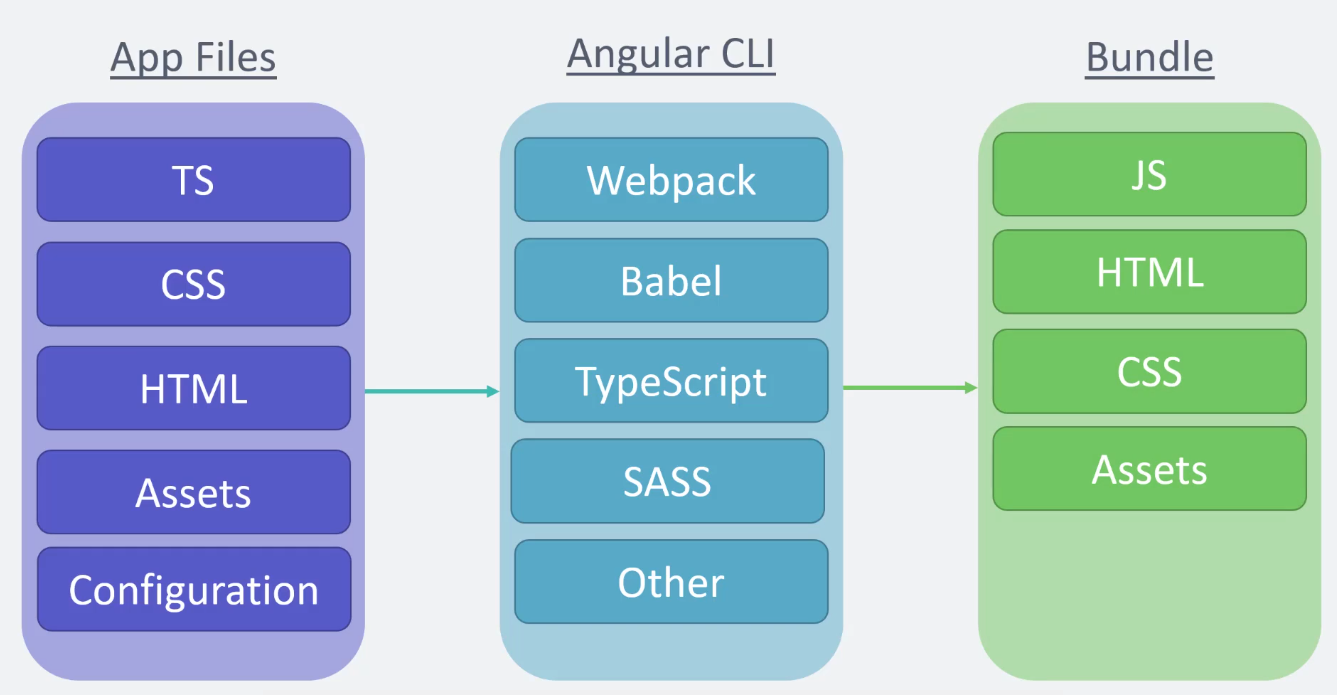 App Files
TS
CSS
HTML
Assets
Configuration
Angular CLI
Webpack
Babel
TypeScript
SASS
Other
Bundle
JS
HTML
CSS
Assets